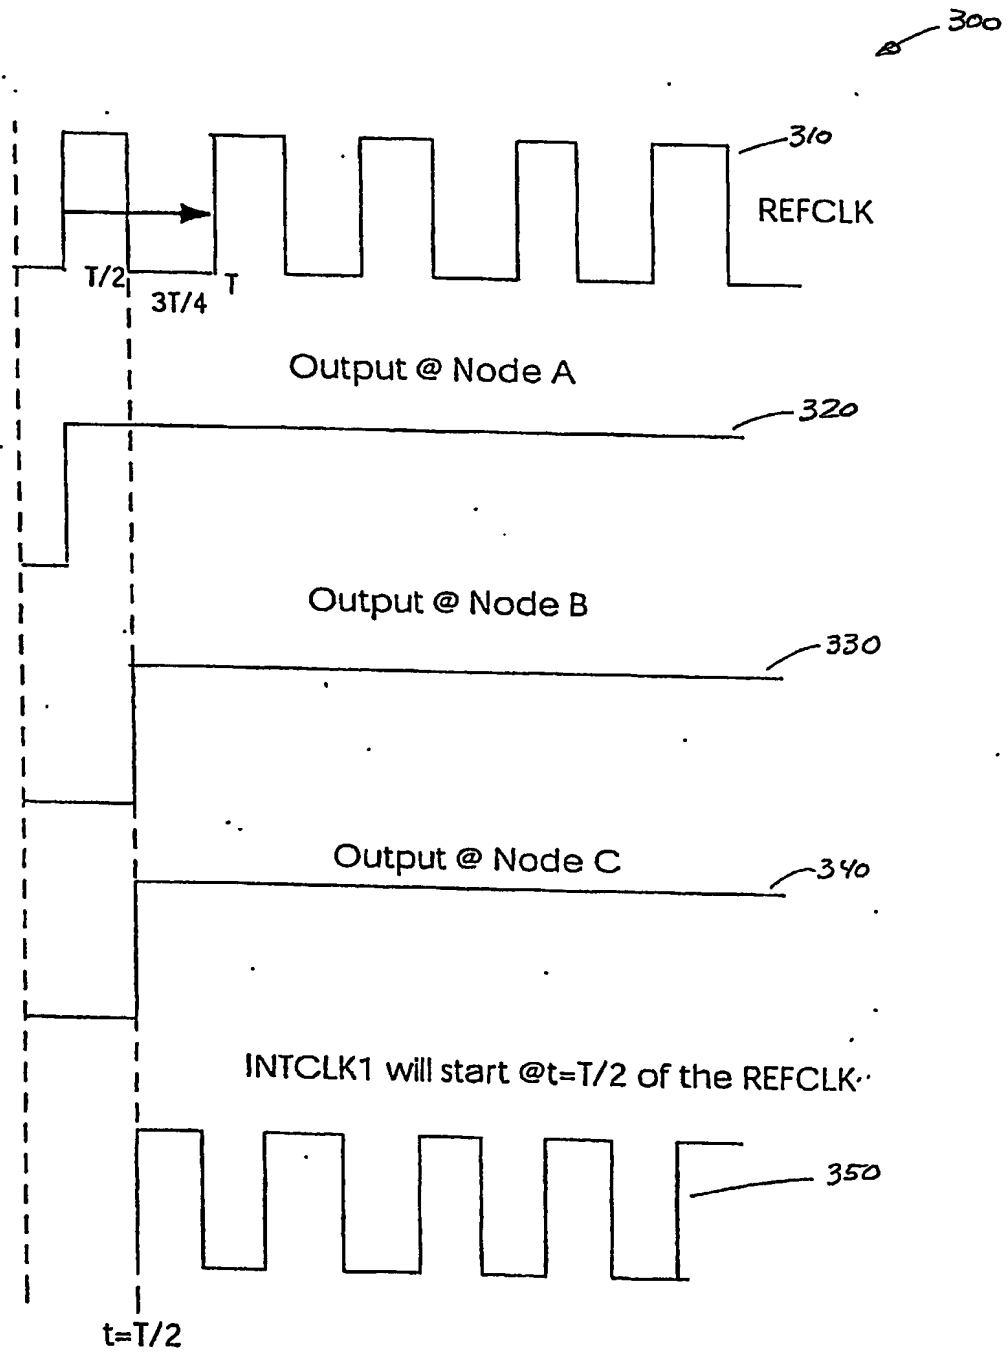 300
310
REFCLK
T/2
3T/4
T
Output @ Node A
320
Output @ Node B
330
Output @ Node C
340
INTCLK1 will start @t=T/2 of the REFCLK
350
t=T/2